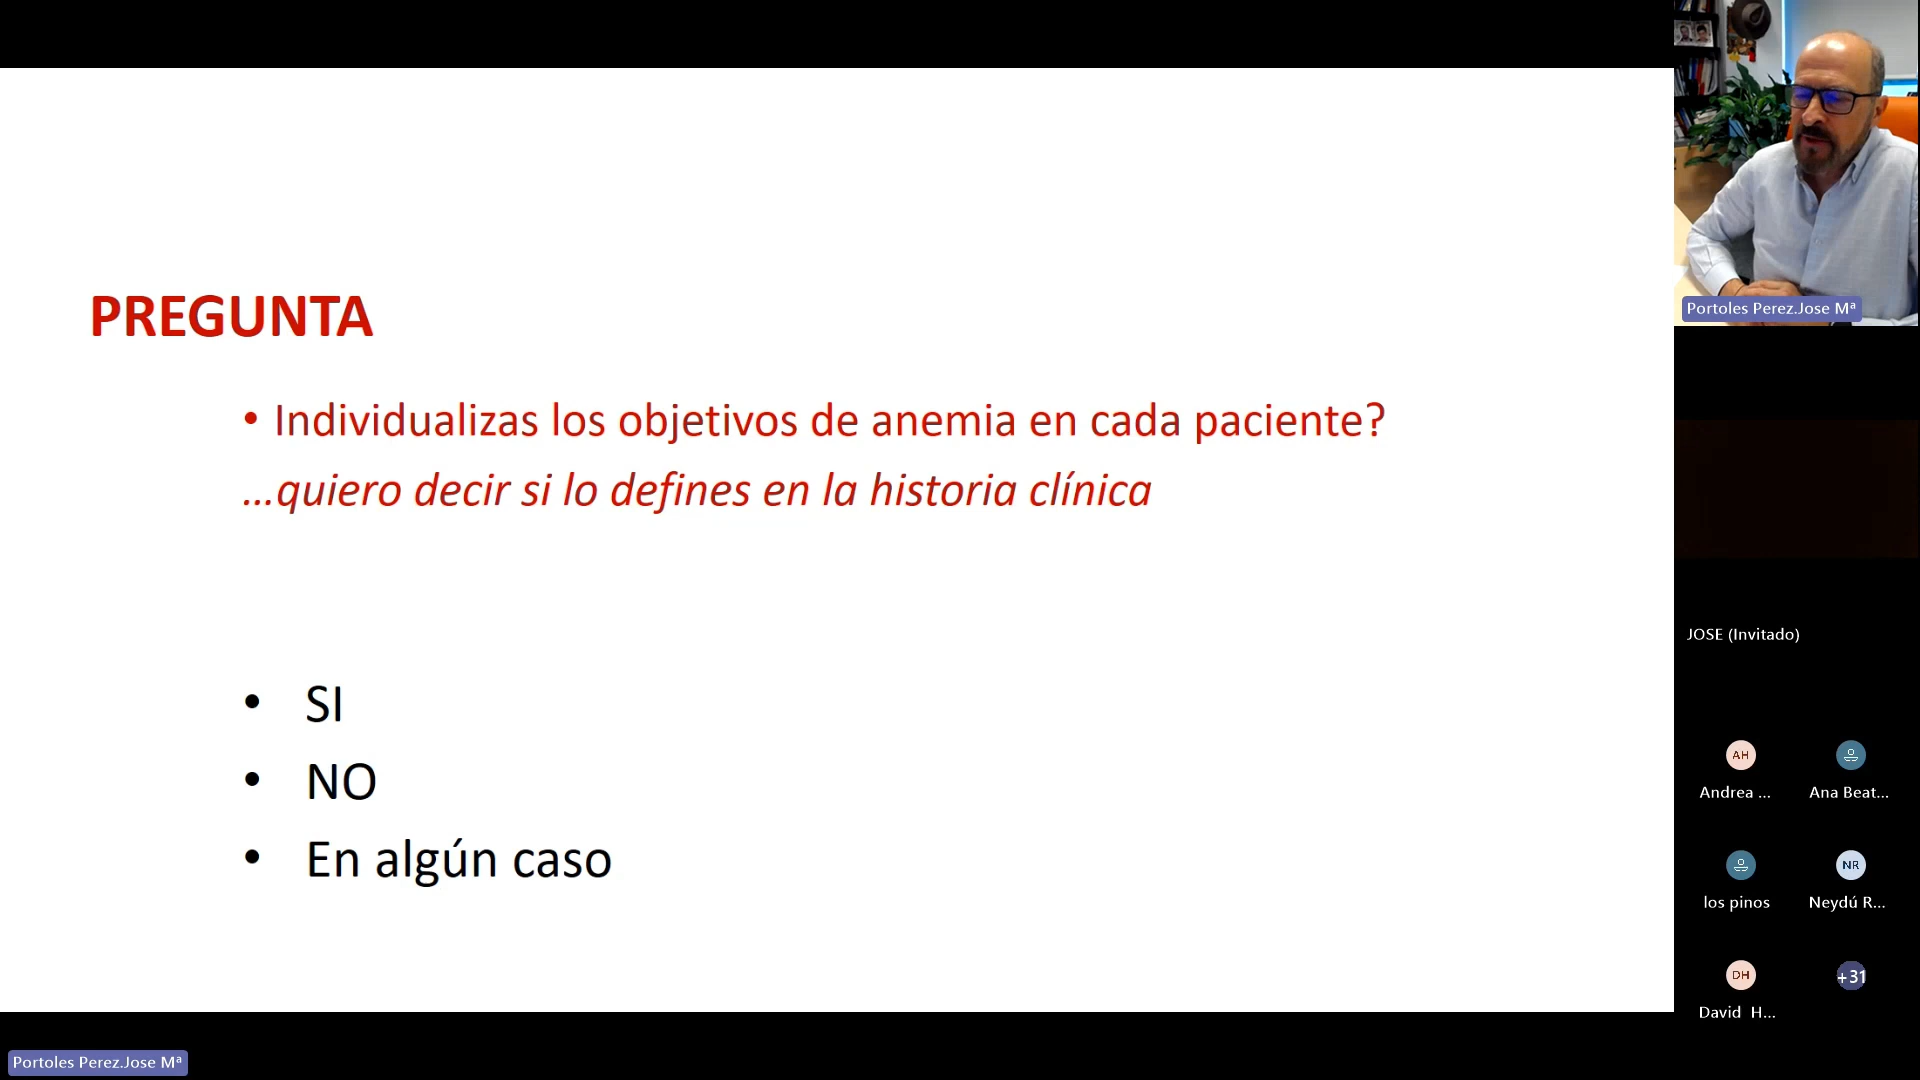 PREGUNTA
• Individualizas los objetivos de anemia en cada paciente?
...quiero decir si lo defines en la historia clínica
• SI
• NO
• En algún caso
Portoles Perez.Jose Mª
JOSE (Invitado)
AH
Andrea ...
Ana Beat...
los pinos
NR
Neydú R...
DH
David H...
+31
Portoles Perez.Jose Mª